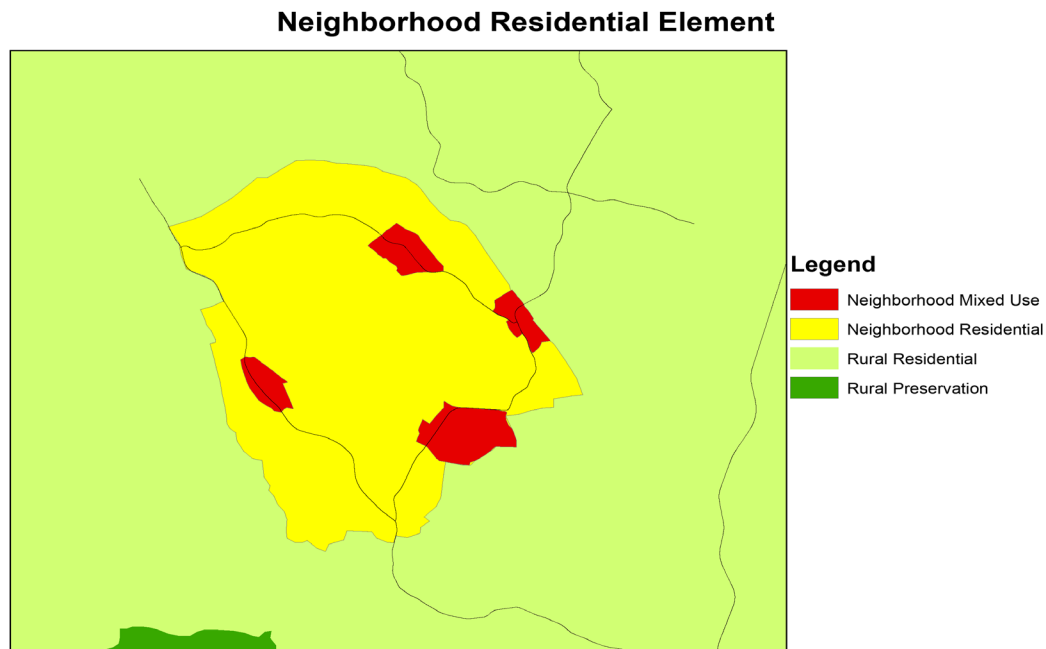 Neighborhood Residential Element
Legend
Neighborhood Mixed Use
Neighborhood Residential
Rural Residential
Rural Preservation